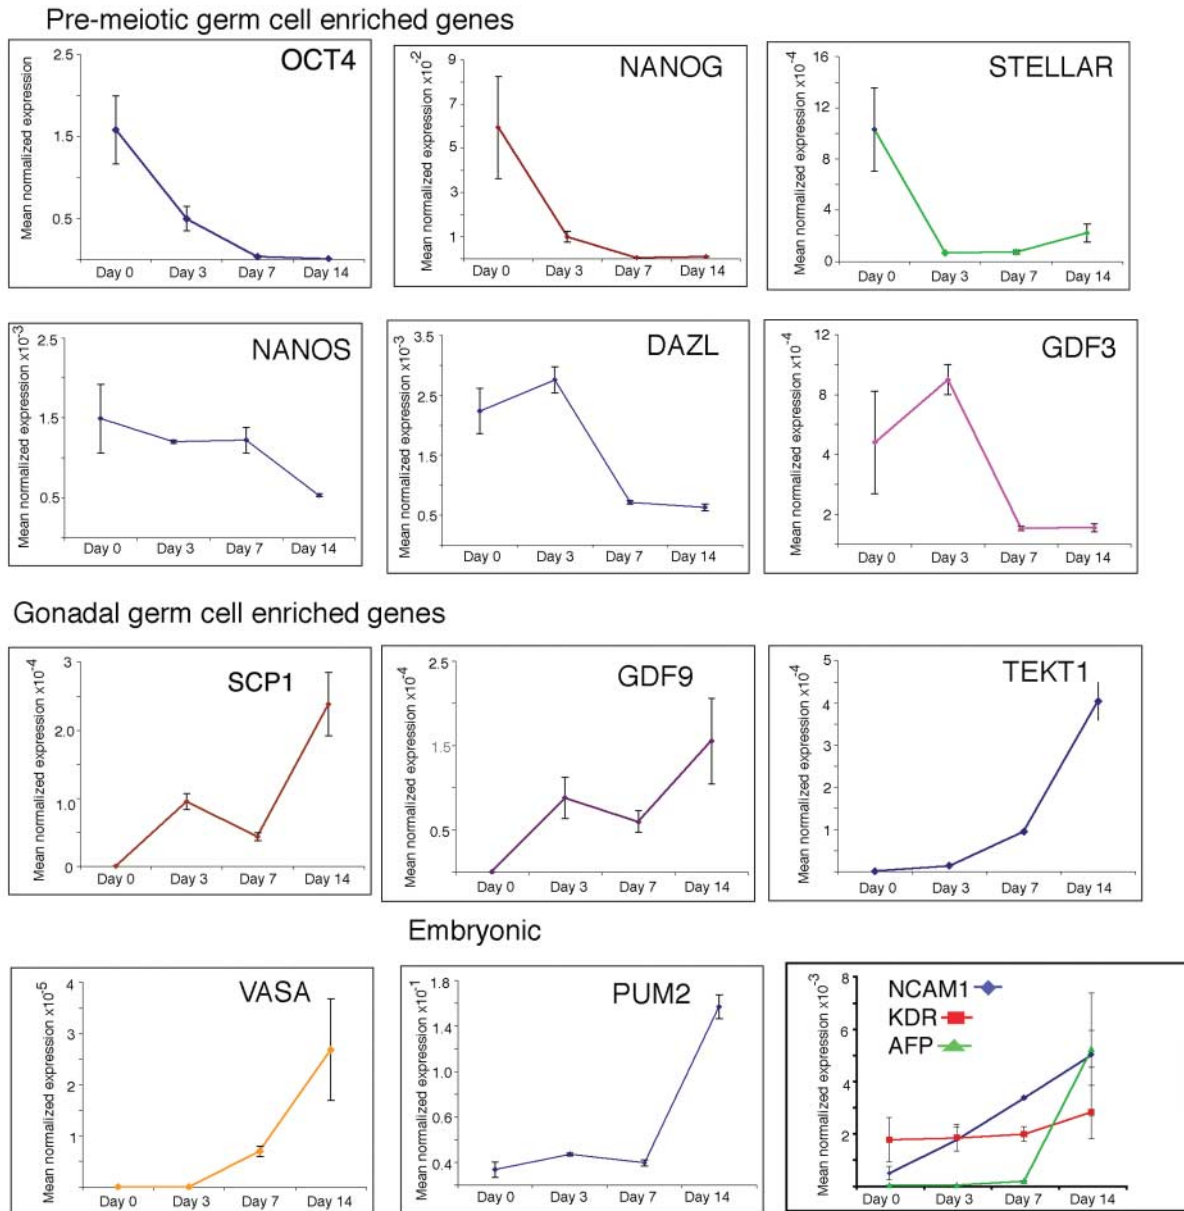 Pre-meiotic germ cell enriched genes
OCT4
Mean normalized expression
2.5
1.5
0.5
Day 0 Day 3 Day 7 Day 14
NANOG
Mean normalized expression x10-2
9
7
5
3
1
Day 0 Day 3 Day 7 Day 14
STELLAR
Mean normalized expression x10-4
16
12
8
4
0
Day 0 Day 3 Day 7 Day 14
NANOS
Mean normalized expression x10-3
2.5
1.5
0.5
Day 0 Day 3 Day 7 Day 14
DAZL
Mean normalized expression x10-3
3.5
2.5
1.5
0.5
Day 0 Day 3 Day 7 Day 14
GDF3
Mean normalized expression x10-4
12
8
4
2
Day 0 Day 3 Day 7 Day 14
Gonadal germ cell enriched genes
SCP1
Mean normalized expression x10-4
3
2.0
1.0
0
Day 0 Day 3 Day 7 Day 14
GDF9
Mean normalized expression x10-4
2.5
1.5
0.5
Day 0 Day 3 Day 7 Day 14
TEKT1
Mean normalized expression x10-4
5
4
3
2
1
Day 0 Day 3 Day 7 Day 14
Embryonic
VASA
Mean normalized expression x10-5
4
3
2
1
Day 0 Day 3 Day 7 Day 14
PUM2
Mean normalized expression x10-1
1.8
1.4
1.0
0.6
0.4
Day 0 Day 3 Day 7 Day 14
NCAM1
KDR
AFP
Mean normalized expression x10-3
8
6
4
2
Day 0 Day 3 Day 7 Day 14